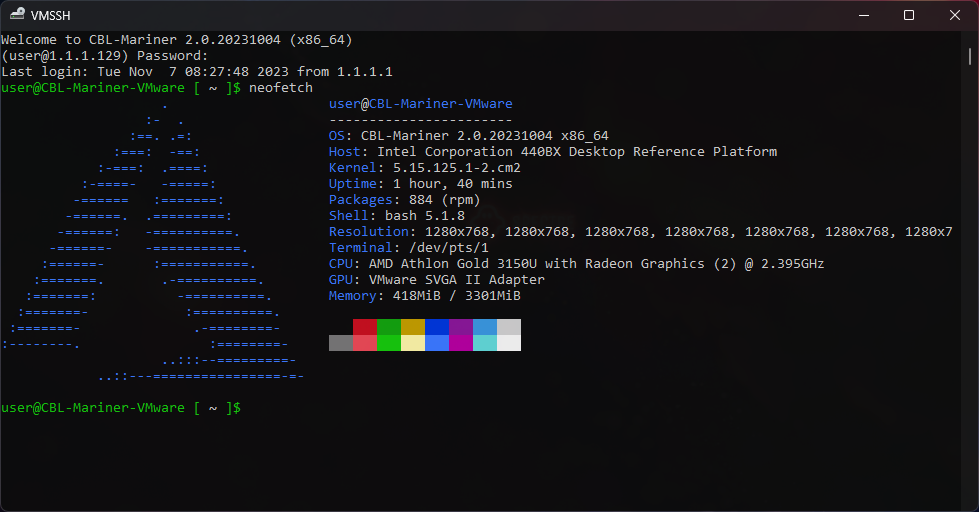 VMSSH
Welcome to CBL-Mariner 2.0.20231004 (x86_64)
(user@1.1.1.129) Password:
Last login: Tue Nov  7 08:27:48 2023 from 1.1.1.1
user@CBL-Mariner-VMware [ ~ ]$ neofetch
user@CBL-Mariner-VMware
-----------------------
OS: CBL-Mariner 2.0.20231004 x86_64
Host: Intel Corporation 440BX Desktop Reference Platform
Kernel: 5.15.125.1-2.cm2
Uptime: 1 hour, 40 mins
Packages: 884 (rpm)
Shell: bash 5.1.8
Resolution: 1280x768, 1280x768, 1280x768, 1280x768, 1280x768, 1280x768, 1280x7
Terminal: /dev/pts/1
CPU: AMD Athlon Gold 3150U with Radeon Graphics (2) @ 2.395GHz
GPU: VMware SVGA II Adapter
Memory: 418MiB / 3301MiB
user@CBL-Mariner-VMware [ ~ ]$